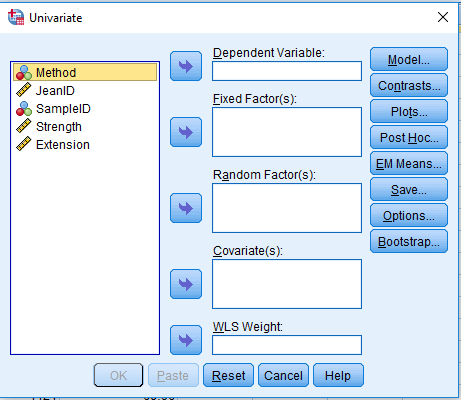 Univariate
Method
JeanID
SampleID
Strength
Extension
Dependent Variable:
Fixed Factor(s):
Random Factor(s):
Covariate(s):
WLS Weight:
Model...
Contrasts...
Plots...
Post Hoc...
EM Means...
Save...
Options...
Bootstrap...
OK
Paste
Reset
Cancel
Help